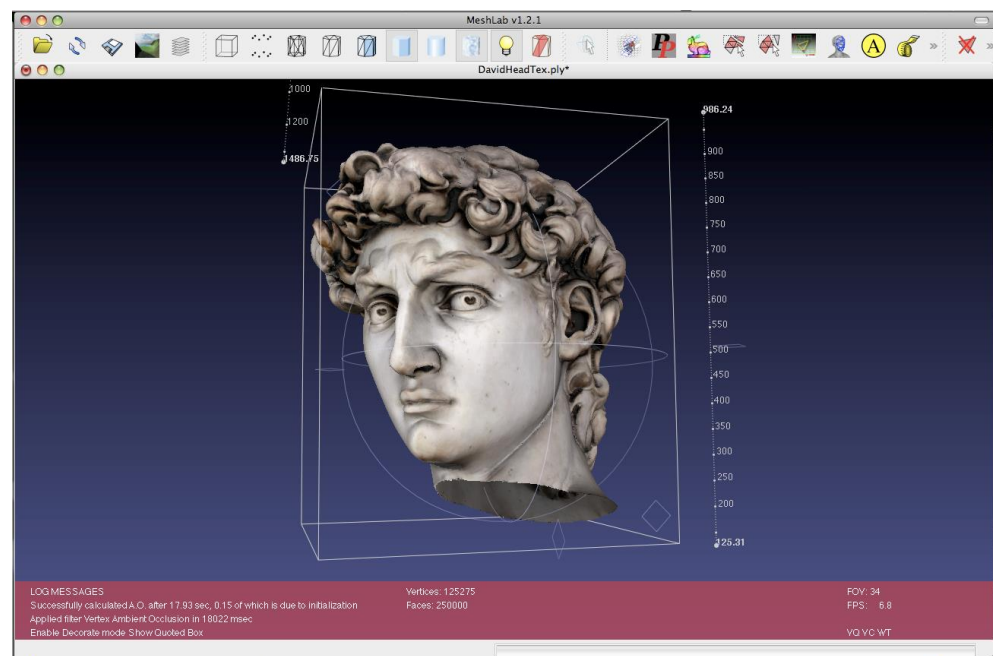 MeshLab v1.2.1
A
»
»
DavidHeadTex.ply*
1000
1200
1486.75
986.24
900
850
800
750
700
650
600
550
500
450
400
350
300
250
200
125.31
LOG MESSAGES
Successfully calculated A.O. after 17.93 sec, 0.15 of which is due to initialization
Applied filter Vertex Ambient Occlusion in 18022 msec
Enable Decorate mode Show Quoted Box
Vertices: 125275
Faces: 250000
FOV: 34
FPS: 6.8
VQ VC WT